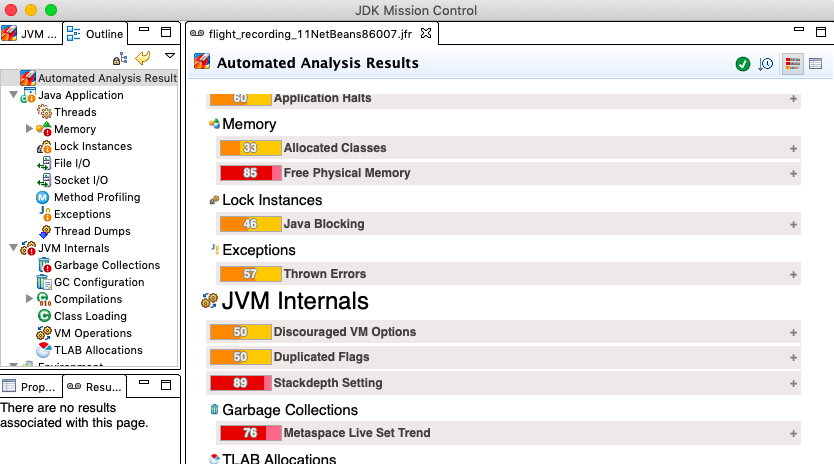 JDK Mission Control
JVM ...
Outline
flight_recording_11NetBeans86007.jfr
Automated Analysis Result
Java Application
Threads
Memory
Lock Instances
File I/O
Socket I/O
Method Profiling
Exceptions
Thread Dumps
JVM Internals
Garbage Collections
GC Configuration
Compilations
Class Loading
VM Operations
TLAB Allocations
Environment
Prop...
Resu...
There are no results
associated with this page.
Automated Analysis Results
60 Application Halts
Memory
33 Allocated Classes
85 Free Physical Memory
Lock Instances
46 Java Blocking
Exceptions
57 Thrown Errors
JVM Internals
50 Discouraged VM Options
50 Duplicated Flags
89 Stackdepth Setting
Garbage Collections
76 Metaspace Live Set Trend
TLAB Allocations